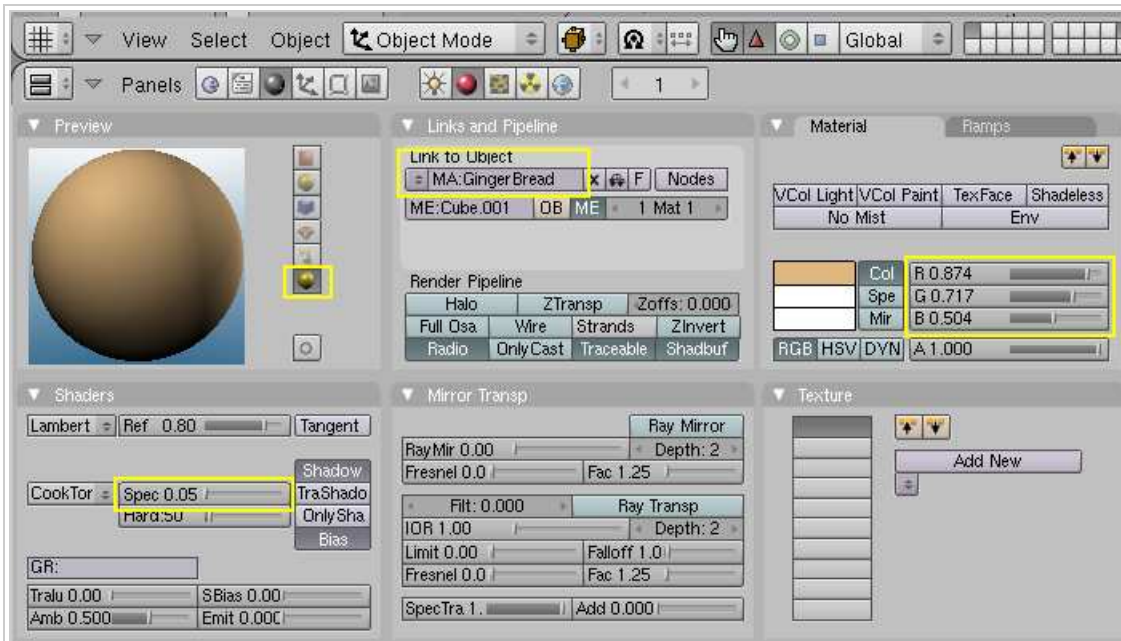 View Select Object Object Mode Global
Panels 1
Preview
Links and Pipeline
Link to Object
MA:GingerBread X F Nodes
ME:Cube.001 OB ME 1 Mat 1
Render Pipeline
Halo ZTransp Zoffs: 0.000
Full Osa Wire Strands ZInvert
Radio OnlyCast Traceable Shadbuf
Material Ramps
VCol Light VCol Paint TexFace Shadeless
No Mist Env
Col R 0.874
Spe G 0.717
Mir B 0.504
RGB HSV DYN A 1.000
Shaders
Lambert Ref 0.80 Tangent
Shadow
CookTor Spec 0.05 TraShado
Hard:50 OnlySha
Bias
GR:
Tralu 0.00 SBias 0.00
Amb 0.500 Emit 0.000
Mirror Transp
Ray Mirror
RayMir 0.00 Depth: 2
Fresnel 0.0 Fac 1.25
Filt: 0.000 Ray Transp
IOR 1.00 Depth: 2
Limit 0.00 Falloff 1.0
Fresnel 0.0 Fac 1.25
SpecTra 1. Add 0.000
Texture
Add New